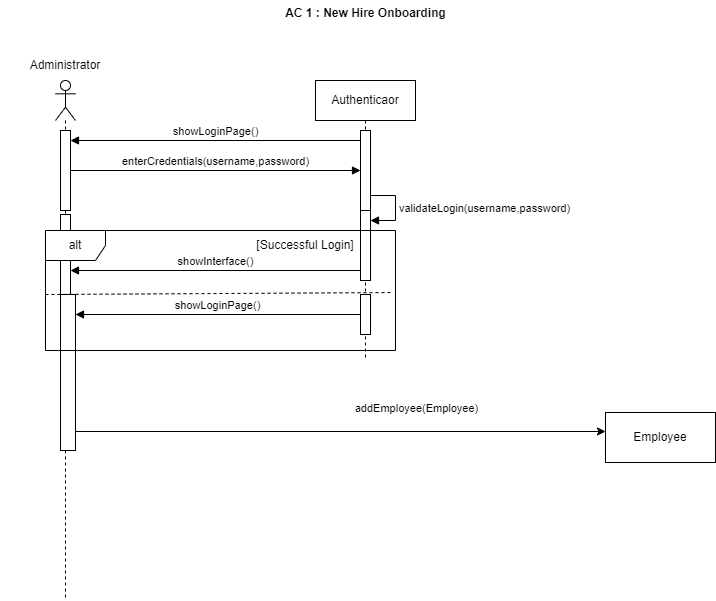 AC 1 : New Hire Onboarding
Administrator
Authenticaor
showLoginPage()
enterCredentials(username,password)
validateLogin(username,password)
alt
[Successful Login]
showInterface()
showLoginPage()
addEmployee(Employee)
Employee